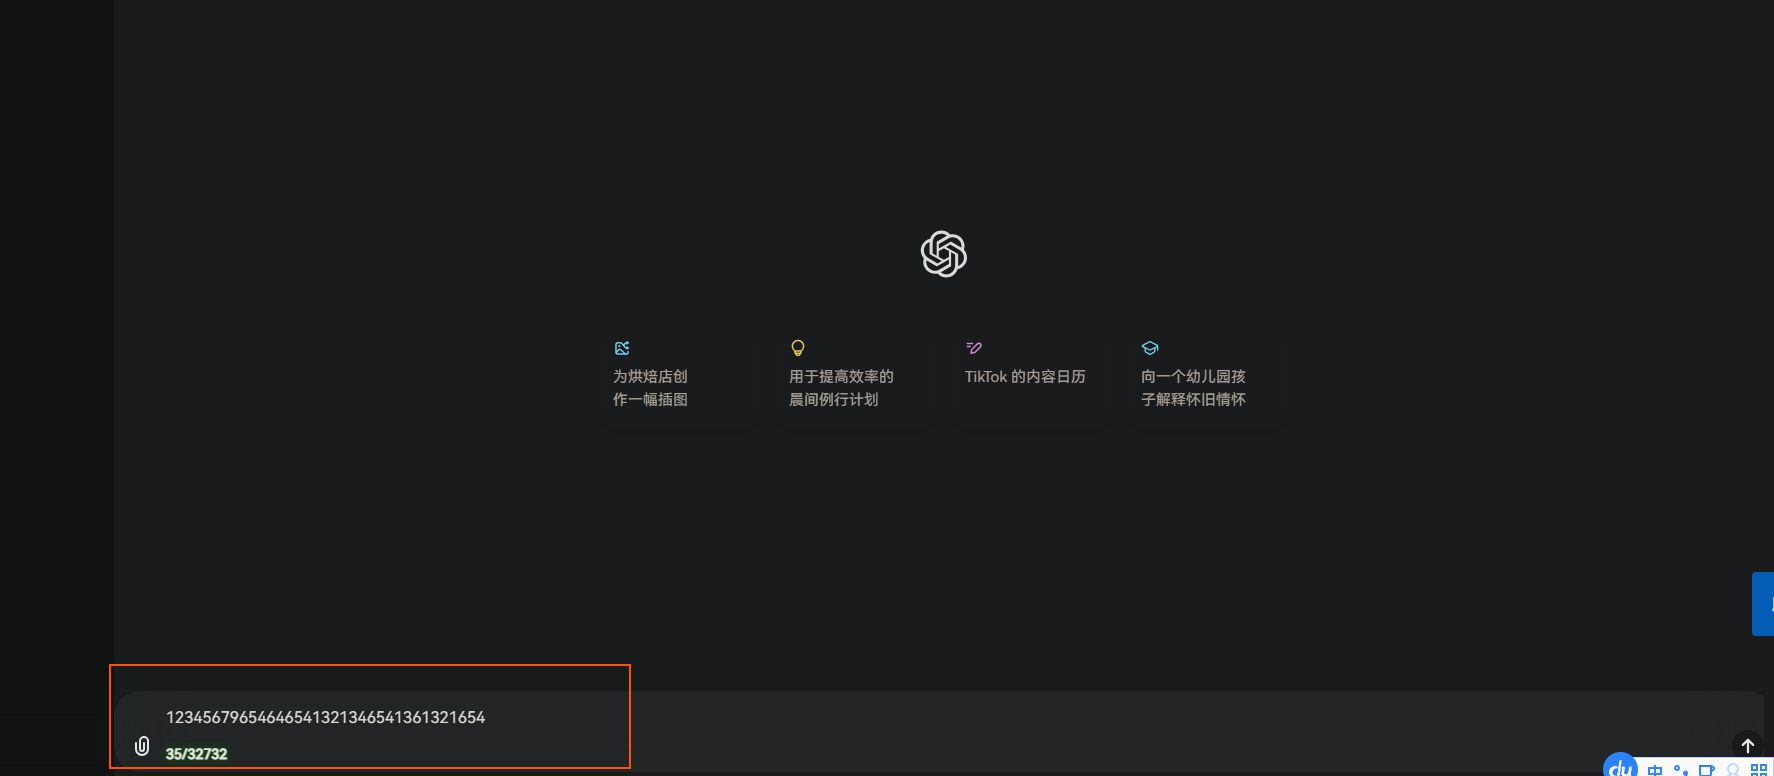 为烘焙店创
作一幅插图
用于提高效率的
晨间例行计划
TikTok 的内容日历
向一个幼儿园孩
子解释怀旧情怀
12345679654646541321346541361321654
35/32732
du 中